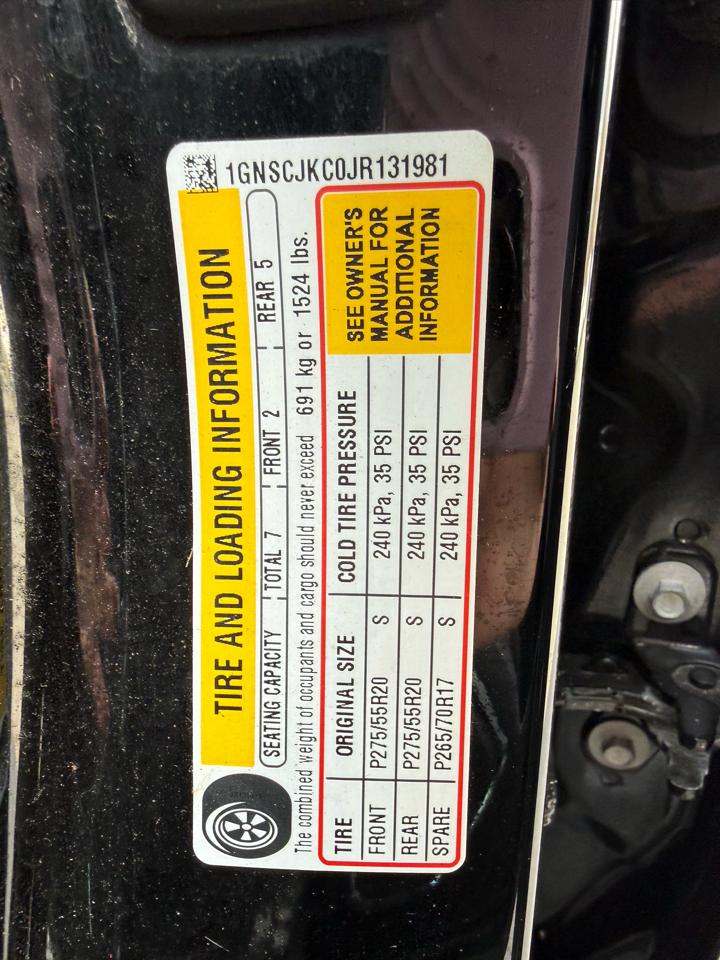 1GNSCJKC0JR131981
TIRE AND LOADING INFORMATION
SEATING CAPACITY TOTAL 7 FRONT 2 REAR 5
The combined weight of occupants and cargo should never exceed 691 kg or 1524 lbs.
TIRE ORIGINAL SIZE COLD TIRE PRESSURE
FRONT P275/55R20 S 240 kPa, 35 PSI
REAR P275/55R20 S 240 kPa, 35 PSI
SPARE P265/70R17 S 240 kPa, 35 PSI
SEE OWNER'S
MANUAL FOR
ADDITIONAL
INFORMATION